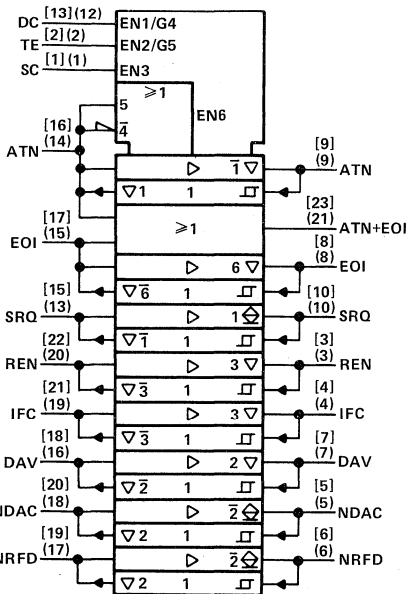 DC [13] (12) EN1/G4
TE [2] (2) EN2/G5
SC [1] (1) EN3
≥1
5 EN6
4̅
[16] (14) ATN ▷ 1̅ ▽ [9] (9) ATN
▽1 1
≥1 [23] (21) ATN+EOI
[17] (15) EOI ▷ 6 ▽ [8] (8) EOI
▽6̅ 1
[15] (13) SRQ ▷ 1 [10] (10) SRQ
▽1̅ 1
[22] (20) REN ▷ 3 ▽ [3] (3) REN
▽3̅ 1
[21] (19) IFC ▷ 3 ▽ [4] (4) IFC
▽3̅ 1
[18] (16) DAV ▷ 2 ▽ [7] (7) DAV
▽2̅ 1
[20] (18) NDAC ▷ 2̅ [5] (5) NDAC
▽2 1
[19] (17) NRFD ▷ 2̅ [6] (6) NRFD
▽2 1